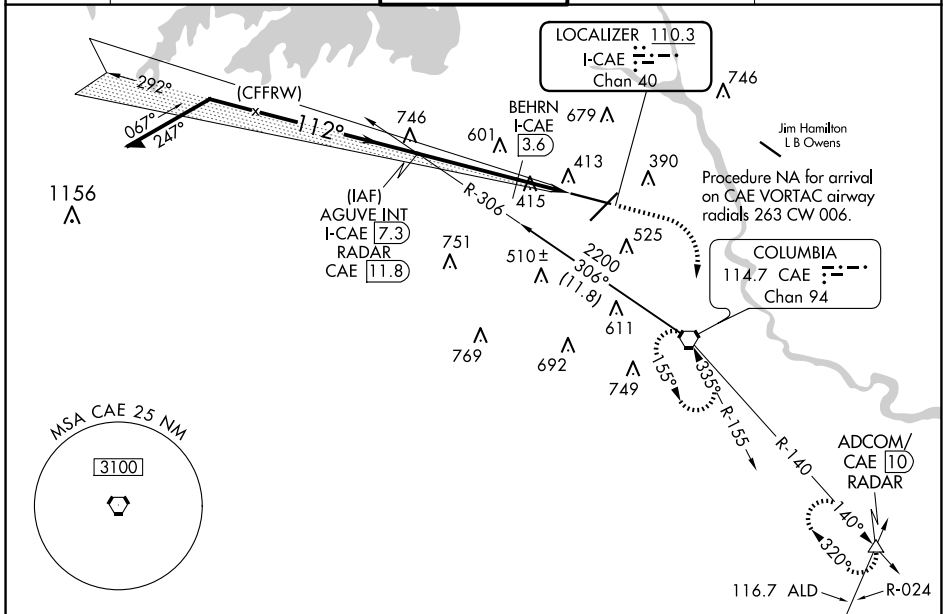 LOCALIZER 110.3
I-CAE
Chan 40
746
292°
(CFFRW)
067°
247°
112°
746
601
BEHRN
I-CAE
3.6
679
413
390
415
Jim Hamilton
L B Owens
Procedure NA for arrival
on CAE VORTAC airway
radials 263 CW 006.
1156
(IAF)
AGUVE INT
I-CAE 7.3
RADAR
CAE 11.8
R-306
751
510±
2200
306°
(11.8)
525
COLUMBIA
114.7 CAE
Chan 94
611
769
692
749
155°
335°
R-155
R-140
MSA CAE 25 NM
3100
ADCOM
CAE 10
RADAR
140°
320°
116.7 ALD
R-024